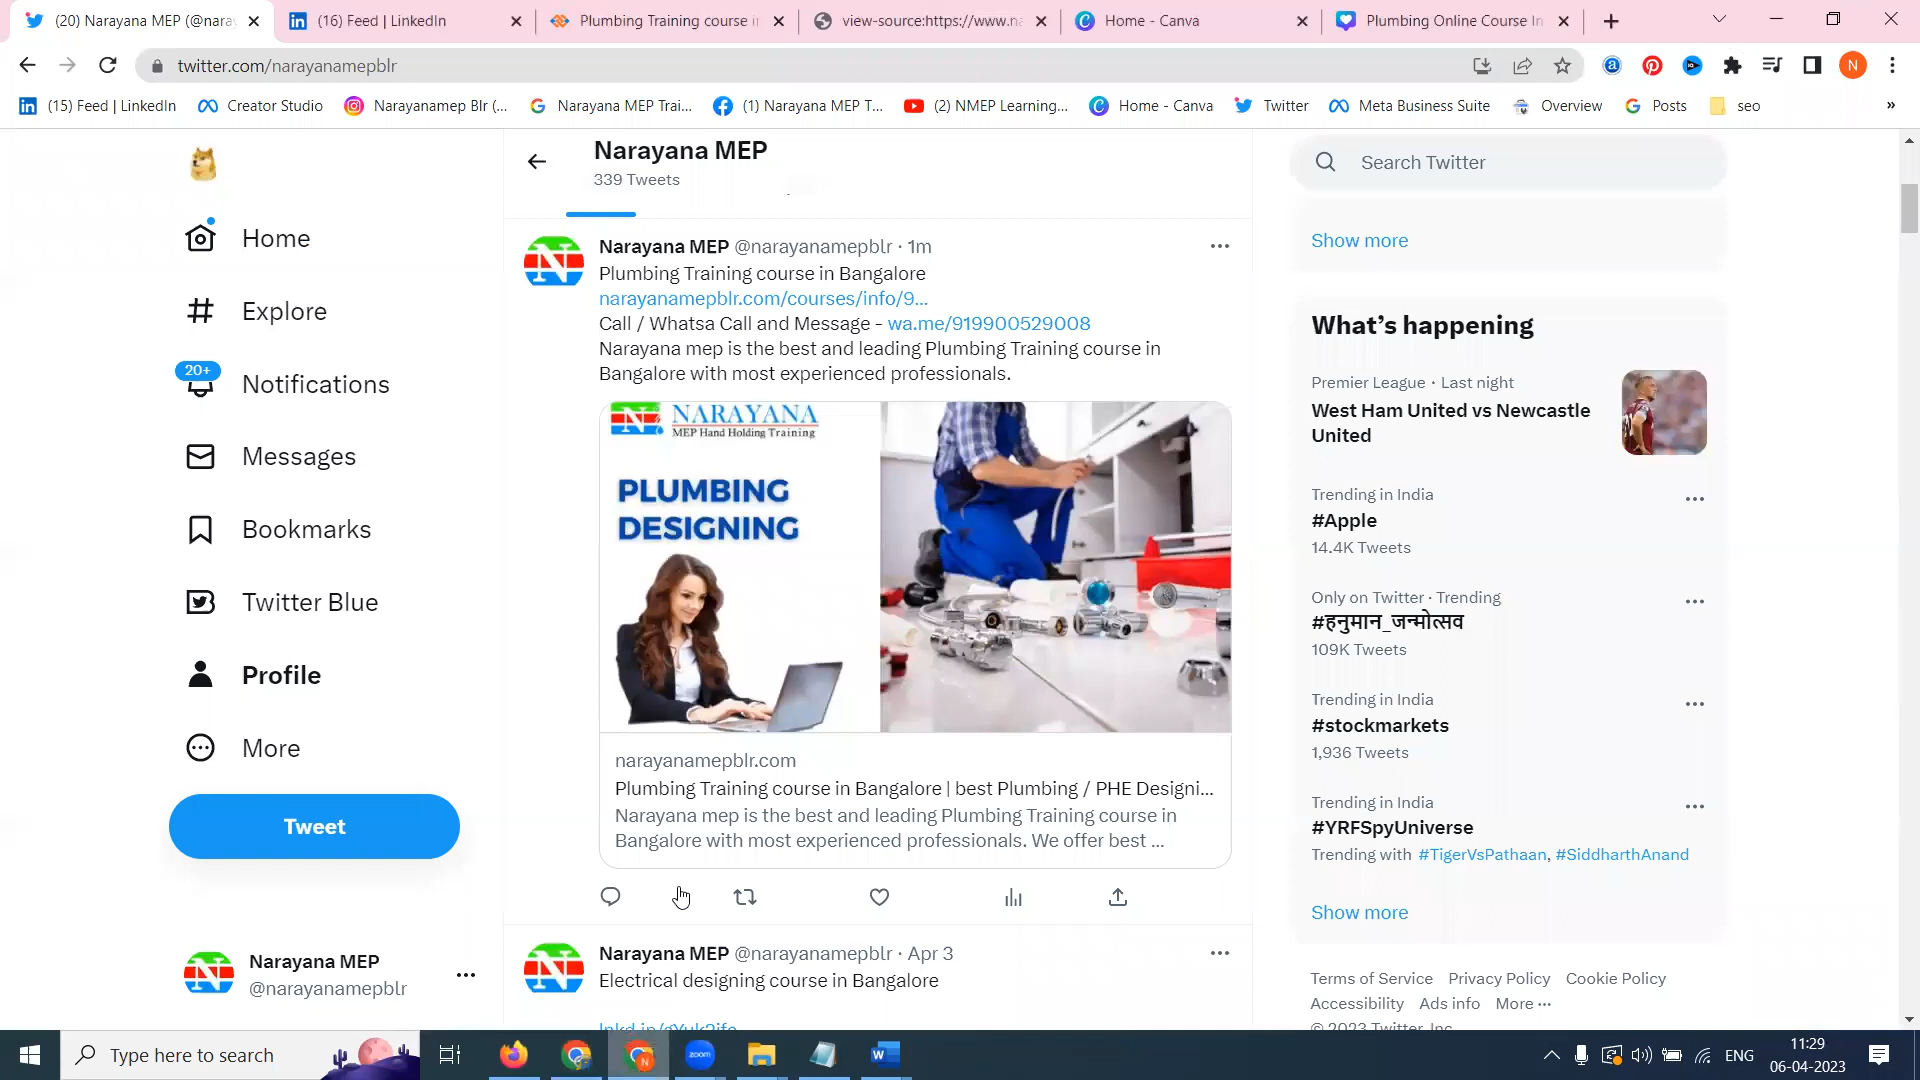 (20) Narayana MEP (@naray
(16) Feed | LinkedIn
Plumbing Training course i
view-source:https://www.na
Home - Canva
Plumbing Online Course In
twitter.com/narayanamepblr
N
(15) Feed | LinkedIn
Creator Studio
Narayanamep Blr (...
Narayana MEP Trai...
(1) Narayana MEP T...
(2) NMEP Learning...
Home - Canva
Twitter
Meta Business Suite
Overview
Posts
seo
»
Narayana MEP
339 Tweets
Search Twitter
Home
Explore
20+
Notifications
Messages
Bookmarks
Twitter Blue
Profile
More
Tweet
Narayana MEP
@narayanamepblr
Narayana MEP @narayanamepblr · 1m
Plumbing Training course in Bangalore
narayanamepblr.com/courses/info/9...
Call / Whatsa Call and Message - wa.me/919900529008
Narayana mep is the best and leading Plumbing Training course in
Bangalore with most experienced professionals.
N NARAYANA
MEP Hand Holding Training
PLUMBING
DESIGNING
narayanamepblr.com
Plumbing Training course in Bangalore | best Plumbing / PHE Designi...
Narayana mep is the best and leading Plumbing Training course in
Bangalore with most experienced professionals. We offer best ...
Narayana MEP @narayanamepblr · Apr 3
Electrical designing course in Bangalore
Show more
What's happening
Premier League · Last night
West Ham United vs Newcastle
United
Trending in India
#Apple
14.4K Tweets
Only on Twitter · Trending
#हनुमान_जन्मोत्सव
109K Tweets
Trending in India
#stockmarkets
1,936 Tweets
Trending in India
#YRFSpyUniverse
Trending with #TigerVsPathaan, #SiddharthAnand
Show more
Terms of Service Privacy Policy Cookie Policy
Accessibility Ads info More ···
© 2023 Twitter, Inc.
Type here to search
zoom
ENG
11:29
06-04-2023